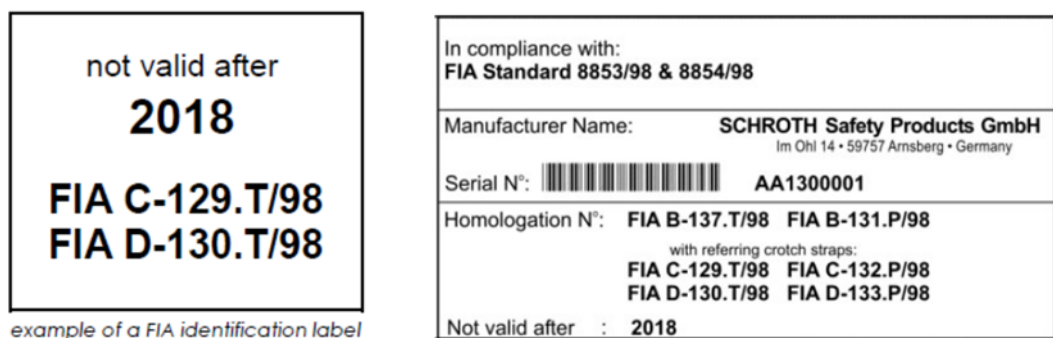 not valid after
2018
FIA C-129.T/98
FIA D-130.T/98
example of a FIA identification label
In compliance with:
FIA Standard 8853/98 & 8854/98
Manufacturer Name: SCHROTH Safety Products GmbH
Im Ohl 14 • 59757 Arnsberg • Germany
Serial N°: AA1300001
Homologation N°: FIA B-137.T/98 FIA B-131.P/98
with referring crotch straps:
FIA C-129.T/98 FIA C-132.P/98
FIA D-130.T/98 FIA D-133.P/98
Not valid after : 2018